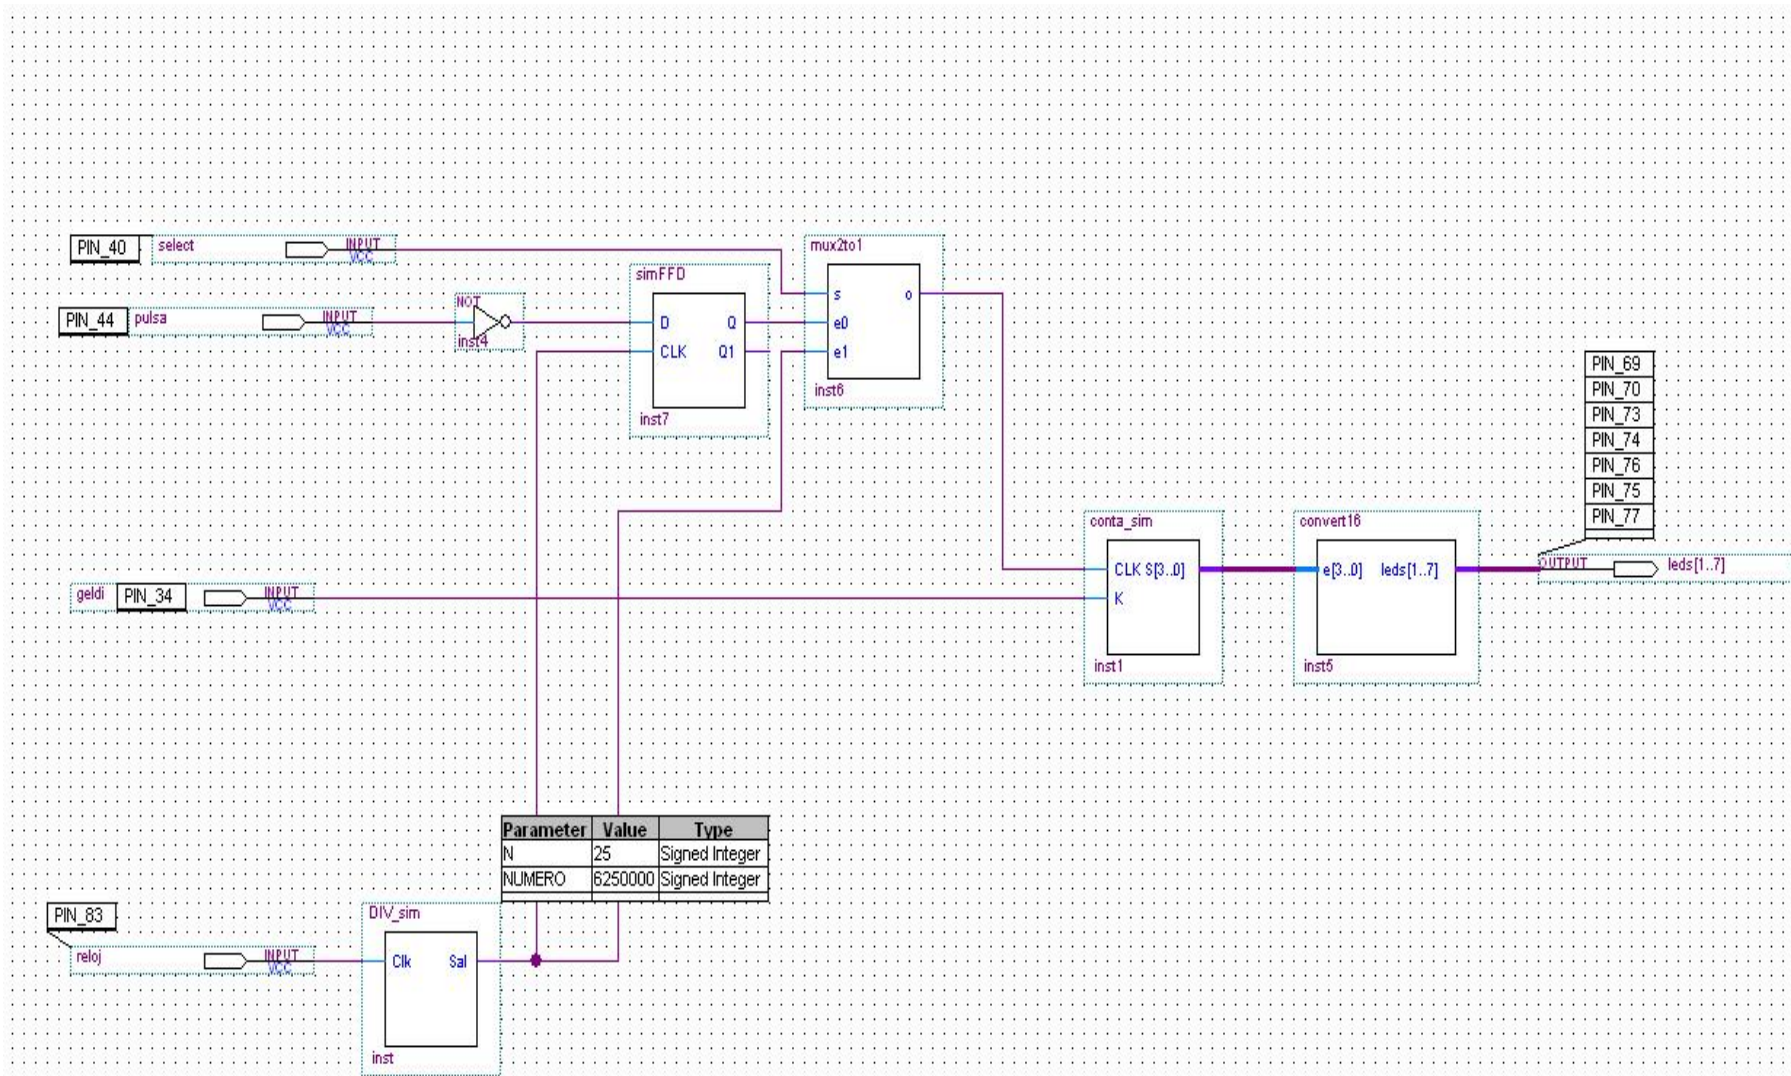 mux2to1
PIN_40 select INPUT
VCC
simFFD
s o
NOT
PIN_44 pulsa INPUT
VCC
D Q e0
inst4
CLK Q1 e1
PIN_69
inst6
PIN_70
inst7
PIN_73
PIN_74
PIN_76
PIN_75
PIN_77
conta_sim convert16
CLK S[3..0] e[3..0] leds[1..7] OUTPUT leds[1..7]
geldi PIN_34 INPUT
VCC
K
inst1 inst5
Parameter Value Type
N 25 Signed Integer
NUMERO 6250000 Signed Integer
PIN_83 DIV_sim
reloj INPUT
VCC
Clk Sal
inst